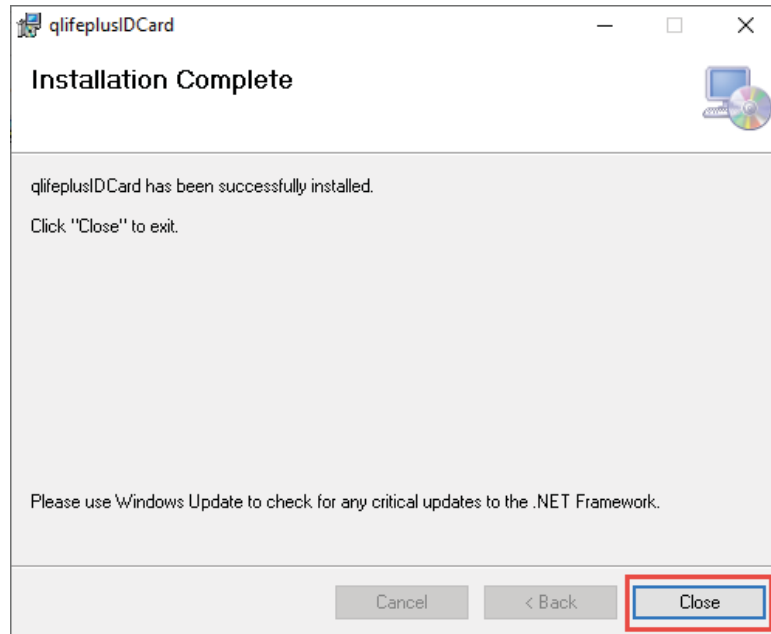 qlifeplusIDCard
Installation Complete
qlifeplusIDCard has been successfully installed.
Click "Close" to exit.
Please use Windows Update to check for any critical updates to the .NET Framework.
Cancel
< Back
Close